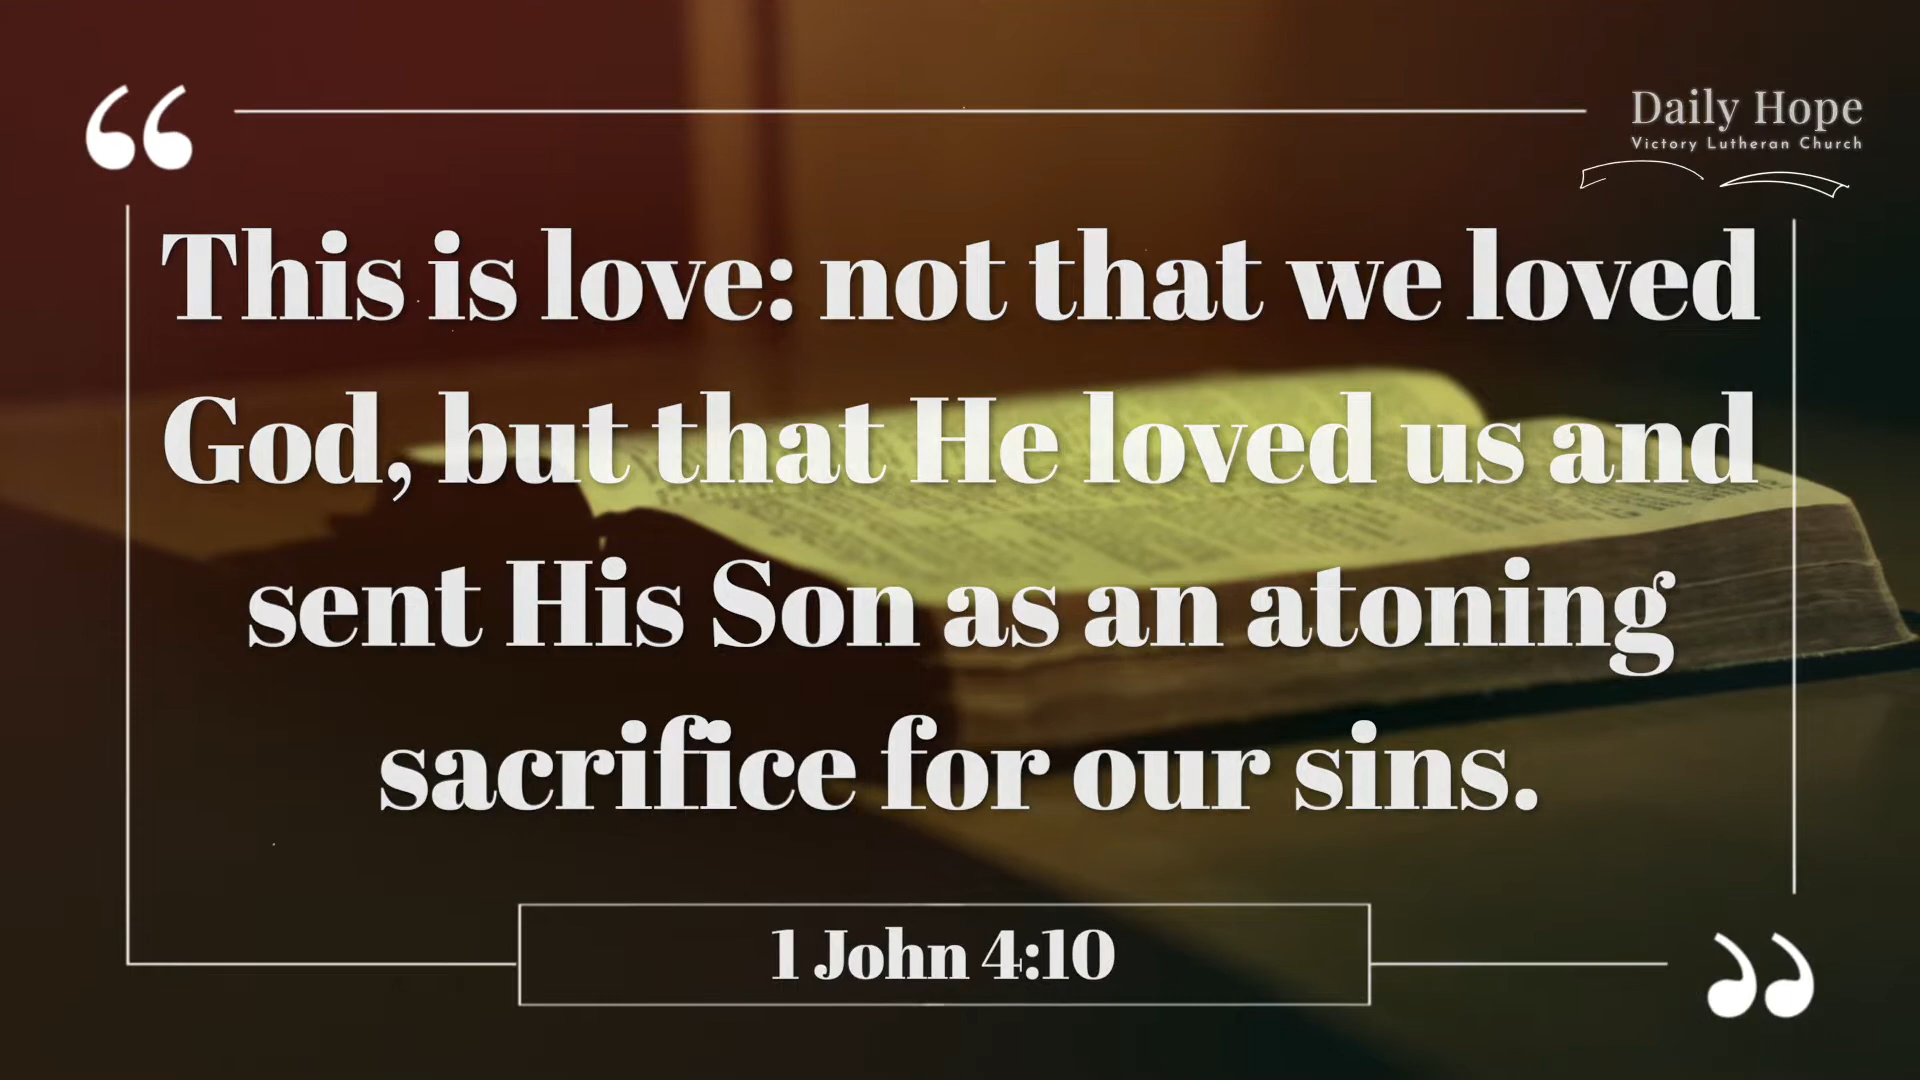 Daily Hope
Victory Lutheran Church
“
This is love: not that we loved
God, but that He loved us and
sent His Son as an atoning
sacrifice for our sins.
”
1 John 4:10